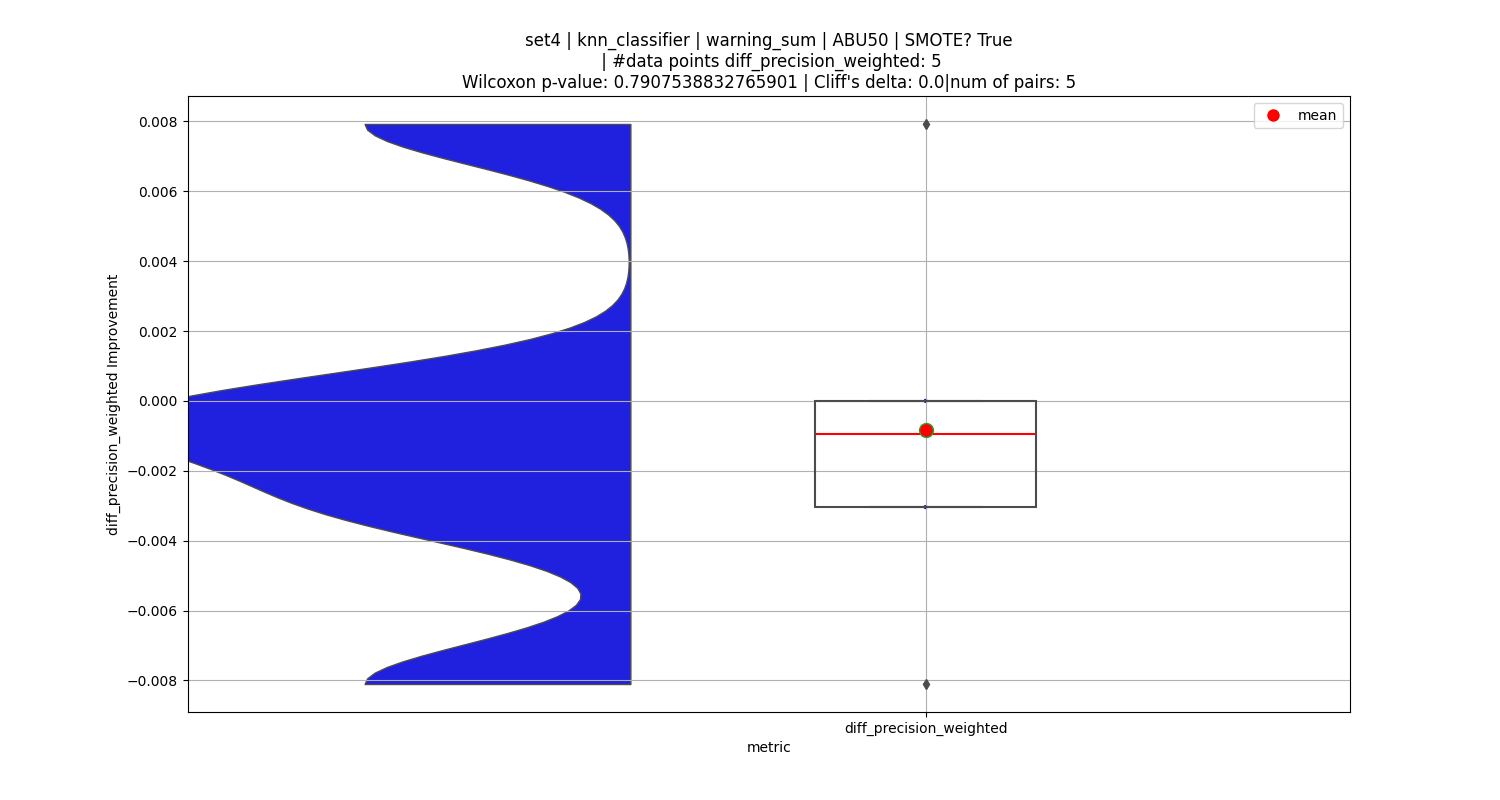 set4 | knn_classifier | warning_sum | ABU50 | SMOTE? True
| #data points diff_precision_weighted: 5
Wilcoxon p-value: 0.7907538832765901 | Cliff's delta: 0.0|num of pairs: 5
mean
0.008
0.006
0.004
0.002
0.000
−0.002
−0.004
−0.006
−0.008
diff_precision_weighted Improvement
diff_precision_weighted
metric